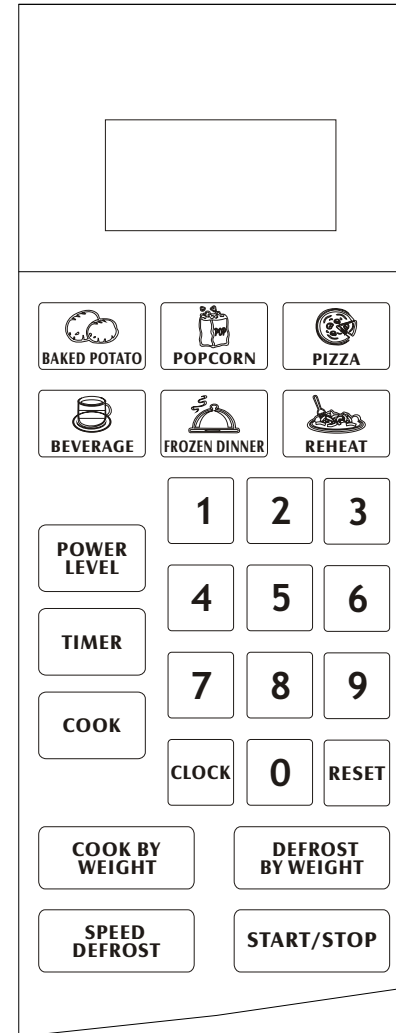 BAKED POTATO
POP
POPCORN
PIZZA
BEVERAGE
FROZEN DINNER
REHEAT
1 2 3
POWER
LEVEL
4 5 6
TIMER
7 8 9
COOK
CLOCK 0 RESET
COOK BY
WEIGHT
DEFROST
BY WEIGHT
SPEED
DEFROST
START/STOP